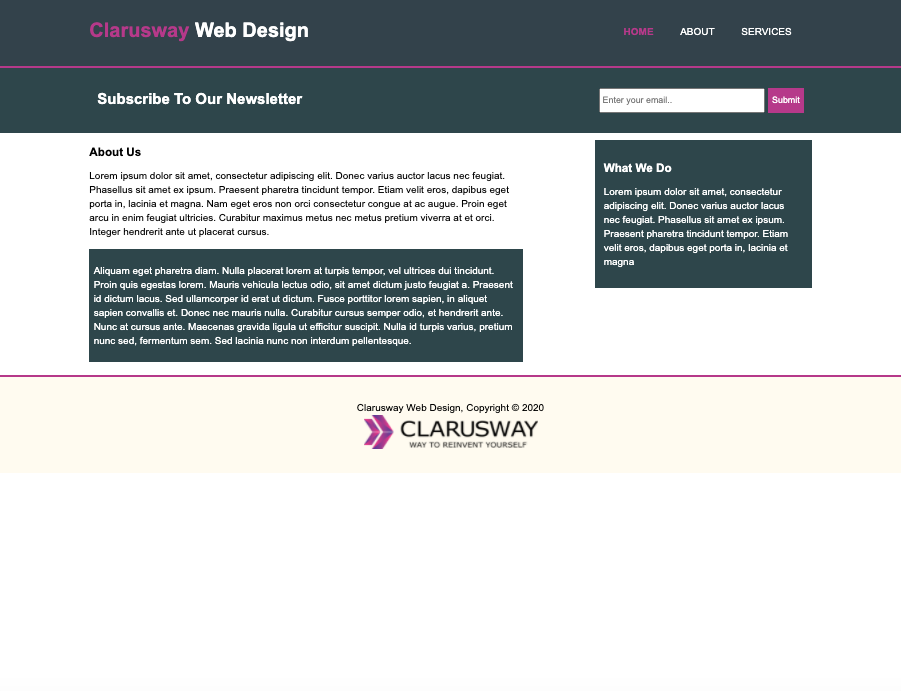 Clarusway Web Design
HOME ABOUT SERVICES
Subscribe To Our Newsletter
Enter your email..
Submit
About Us
Lorem ipsum dolor sit amet, consectetur adipiscing elit. Donec varius auctor lacus nec feugiat.
Phasellus sit amet ex ipsum. Praesent pharetra tincidunt tempor. Etiam velit eros, dapibus eget
porta in, lacinia et magna. Nam eget eros non orci consectetur congue at ac augue. Proin eget
arcu in enim feugiat ultricies. Curabitur maximus metus nec metus pretium viverra at et orci.
Integer hendrerit ante ut placerat cursus.
Aliquam eget pharetra diam. Nulla placerat lorem at turpis tempor, vel ultrices dui tincidunt.
Proin quis egestas lorem. Mauris vehicula lectus odio, sit amet dictum justo feugiat a. Praesent
id dictum lacus. Sed ullamcorper id erat ut dictum. Fusce porttitor lorem sapien, in aliquet
sapien convallis et. Donec nec mauris nulla. Curabitur cursus semper odio, et hendrerit ante.
Nunc at cursus ante. Maecenas gravida ligula ut efficitur suscipit. Nulla id turpis varius, pretium
nunc sed, fermentum sem. Sed lacinia nunc non interdum pellentesque.
What We Do
Lorem ipsum dolor sit amet, consectetur
adipiscing elit. Donec varius auctor lacus
nec feugiat. Phasellus sit amet ex ipsum.
Praesent pharetra tincidunt tempor. Etiam
velit eros, dapibus eget porta in, lacinia et
magna
Clarusway Web Design, Copyright © 2020
CLARUSWAY
WAY TO REINVENT YOURSELF